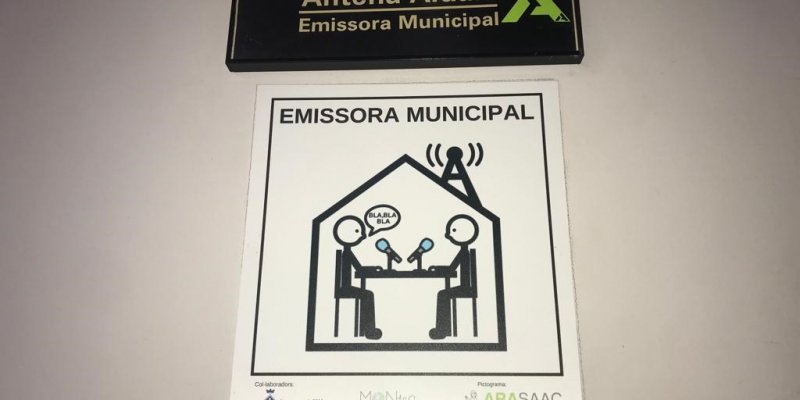 Emissora Municipal
EMISSORA MUNICIPAL
BLA,BLA
BLA
Col·laboradors:
Pictograma:
ARASAAC